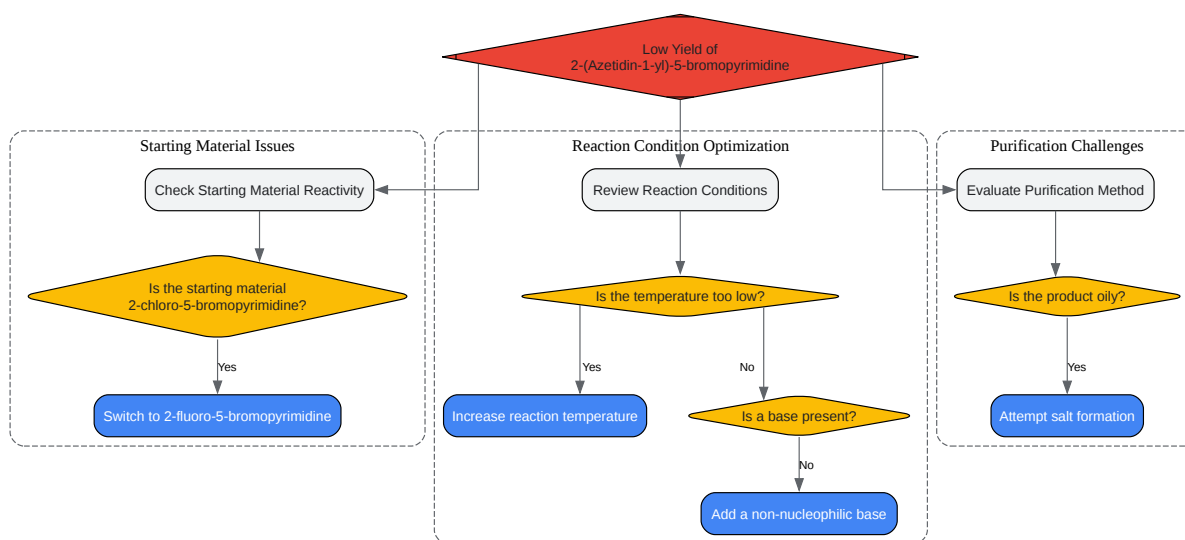 Low Yield of
2-(Azetidin-1-yl)-5-bromopyrimidine
Starting Material Issues
Check Starting Material Reactivity
Is the starting material
2-chloro-5-bromopyrimidine?
Yes
Switch to 2-fluoro-5-bromopyrimidine
Reaction Condition Optimization
Review Reaction Conditions
Is the temperature too low?
Yes
No
Increase reaction temperature
Is a base present?
No
Add a non-nucleophilic base
Purification Challenges
Evaluate Purification Method
Is the product oily?
Yes
Attempt salt formation